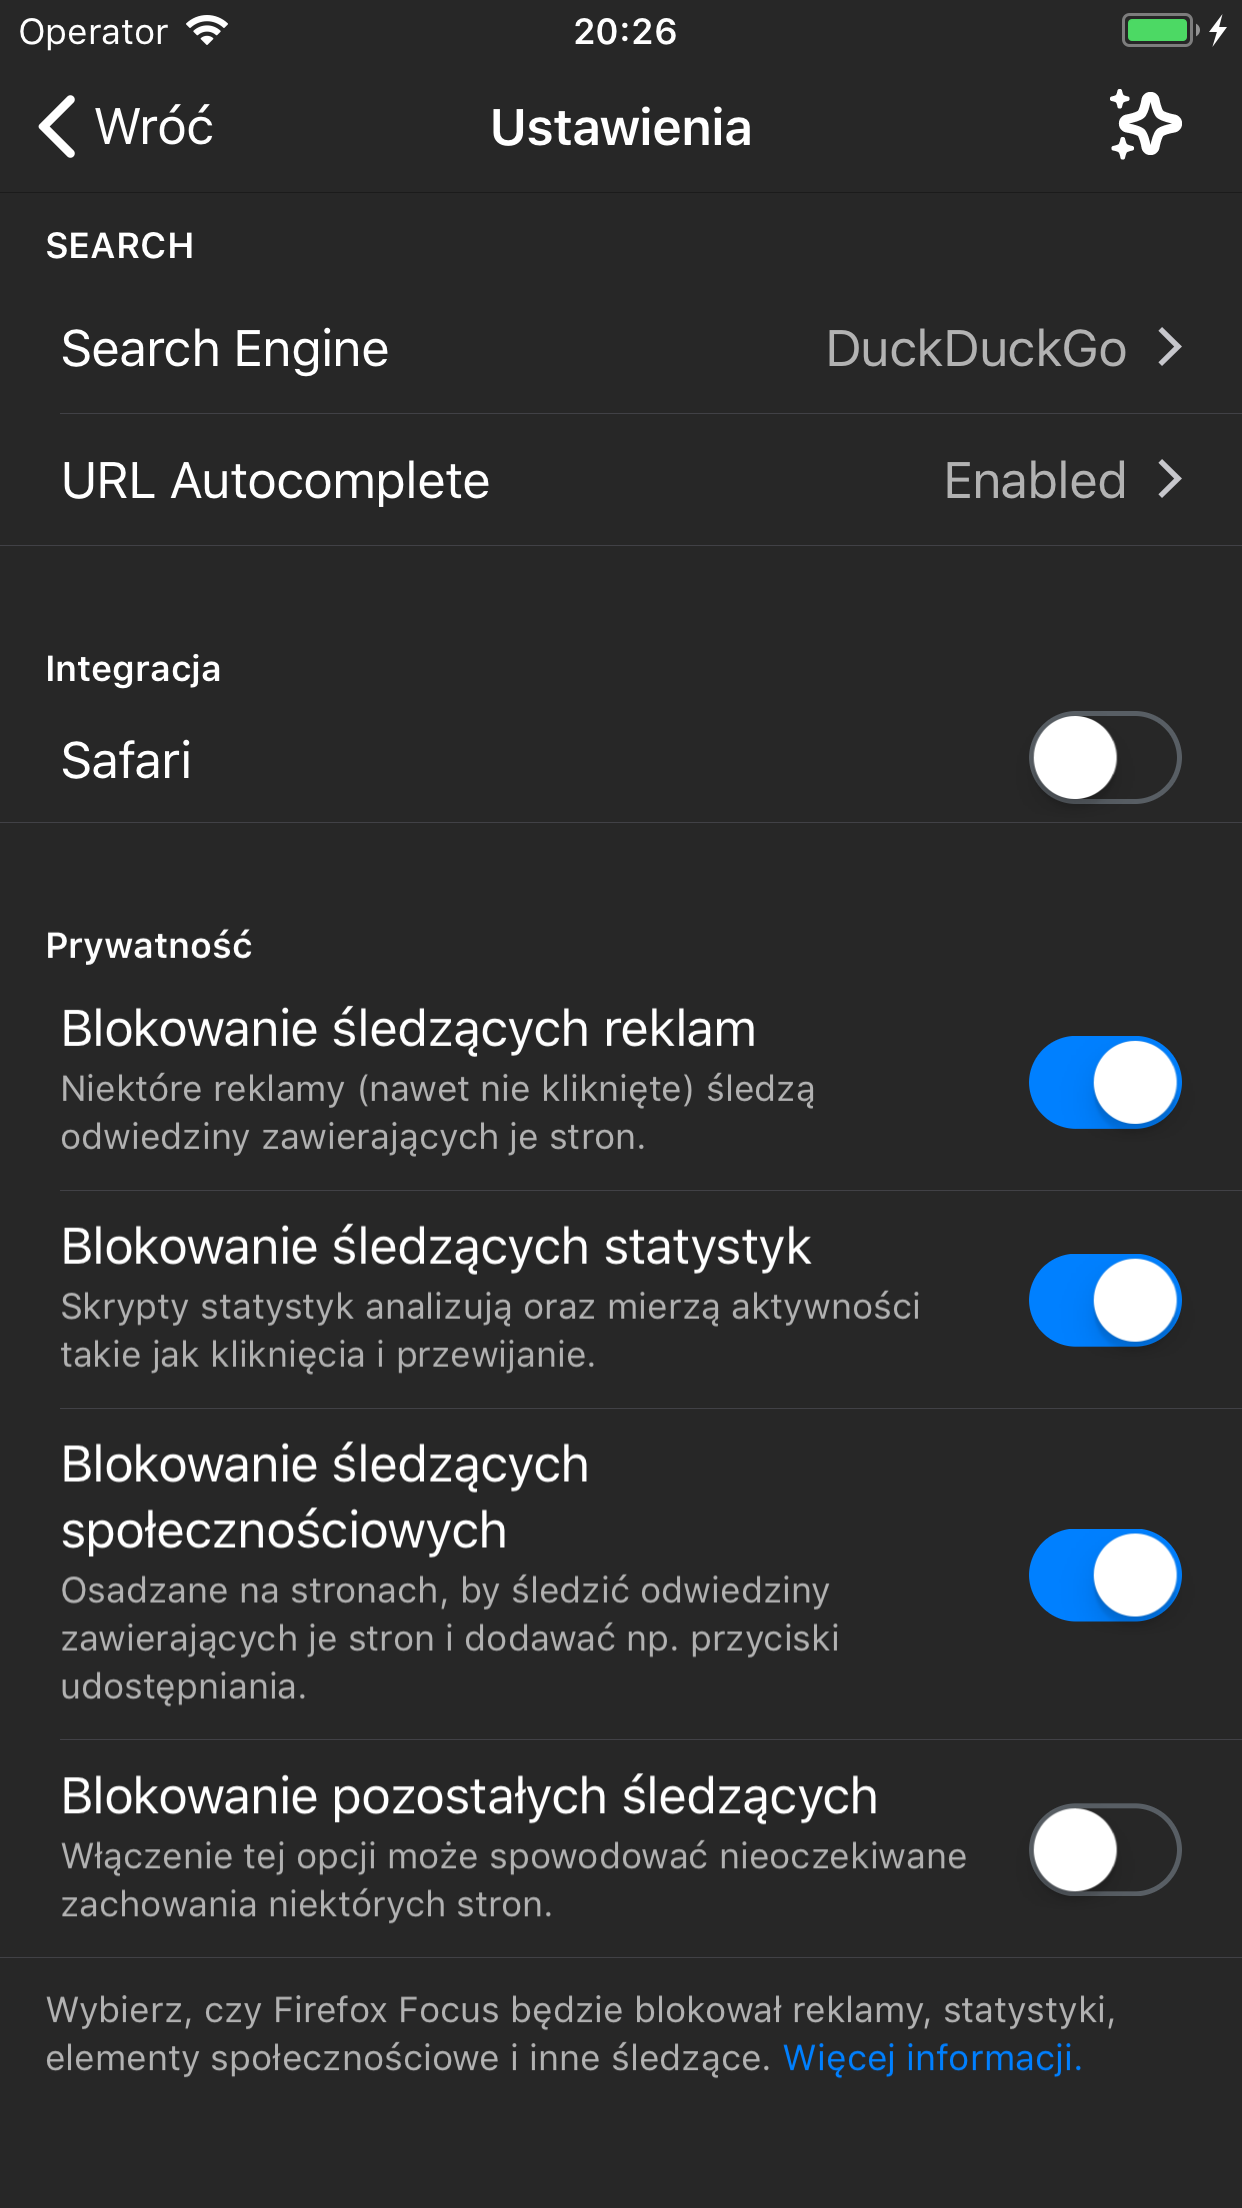 Operator
20:26
Wróć
Ustawienia
SEARCH
Search Engine
DuckDuckGo
URL Autocomplete
Enabled
Integracja
Safari
Prywatność
Blokowanie śledzących reklam
Niektóre reklamy (nawet nie kliknięte) śledzą
odwiedziny zawierających je stron.
Blokowanie śledzących statystyk
Skrypty statystyk analizują oraz mierzą aktywności
takie jak kliknięcia i przewijanie.
Blokowanie śledzących
społecznościowych
Osadzane na stronach, by śledzić odwiedziny
zawierających je stron i dodawać np. przyciski
udostępniania.
Blokowanie pozostałych śledzących
Włączenie tej opcji może spowodować nieoczekiwane
zachowania niektórych stron.
Wybierz, czy Firefox Focus będzie blokował reklamy, statystyki,
elementy społecznościowe i inne śledzące. Więcej informacji.